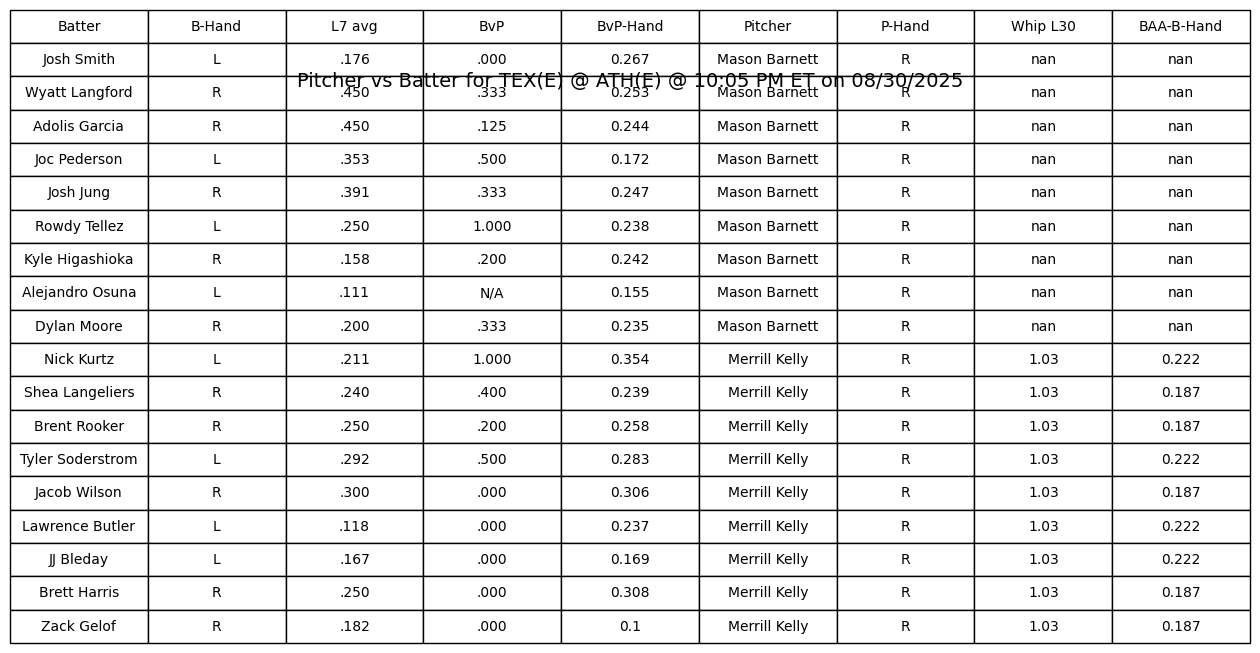 Batter B-Hand L7 avg BvP BvP-Hand Pitcher P-Hand Whip L30 BAA-B-Hand
Josh Smith L .176 .000 0.267 Mason Barnett R nan nan
Pitcher vs Batter for TEX(E) @ ATH(E) @ 10:05 PM ET on 08/30/2025
Wyatt Langford R .450 .333 0.253 Mason Barnett R nan nan
Adolis Garcia R .450 .125 0.244 Mason Barnett R nan nan
Joc Pederson L .353 .500 0.172 Mason Barnett R nan nan
Josh Jung R .391 .333 0.247 Mason Barnett R nan nan
Rowdy Tellez L .250 1.000 0.238 Mason Barnett R nan nan
Kyle Higashioka R .158 .200 0.242 Mason Barnett R nan nan
Alejandro Osuna L .111 N/A 0.155 Mason Barnett R nan nan
Dylan Moore R .200 .333 0.235 Mason Barnett R nan nan
Nick Kurtz L .211 1.000 0.354 Merrill Kelly R 1.03 0.222
Shea Langeliers R .240 .400 0.239 Merrill Kelly R 1.03 0.187
Brent Rooker R .250 .200 0.258 Merrill Kelly R 1.03 0.187
Tyler Soderstrom L .292 .500 0.283 Merrill Kelly R 1.03 0.222
Jacob Wilson R .300 .000 0.306 Merrill Kelly R 1.03 0.187
Lawrence Butler L .118 .000 0.237 Merrill Kelly R 1.03 0.222
JJ Bleday L .167 .000 0.169 Merrill Kelly R 1.03 0.222
Brett Harris R .250 .000 0.308 Merrill Kelly R 1.03 0.187
Zack Gelof R .182 .000 0.1 Merrill Kelly R 1.03 0.187